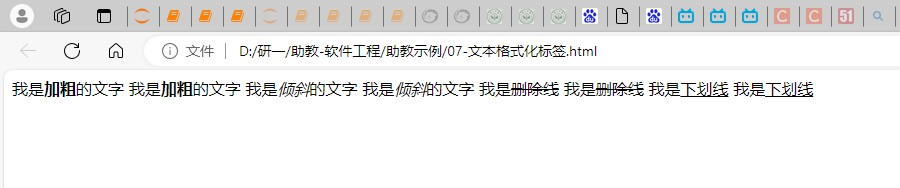 C
C
51
文件
D:/研一/助教-软件工程/助教示例/07-文本格式化标签.html
我是加粗的文字 我是加粗的文字 我是倾斜的文字 我是倾斜的文字 我是删除线 我是删除线 我是下划线 我是下划线